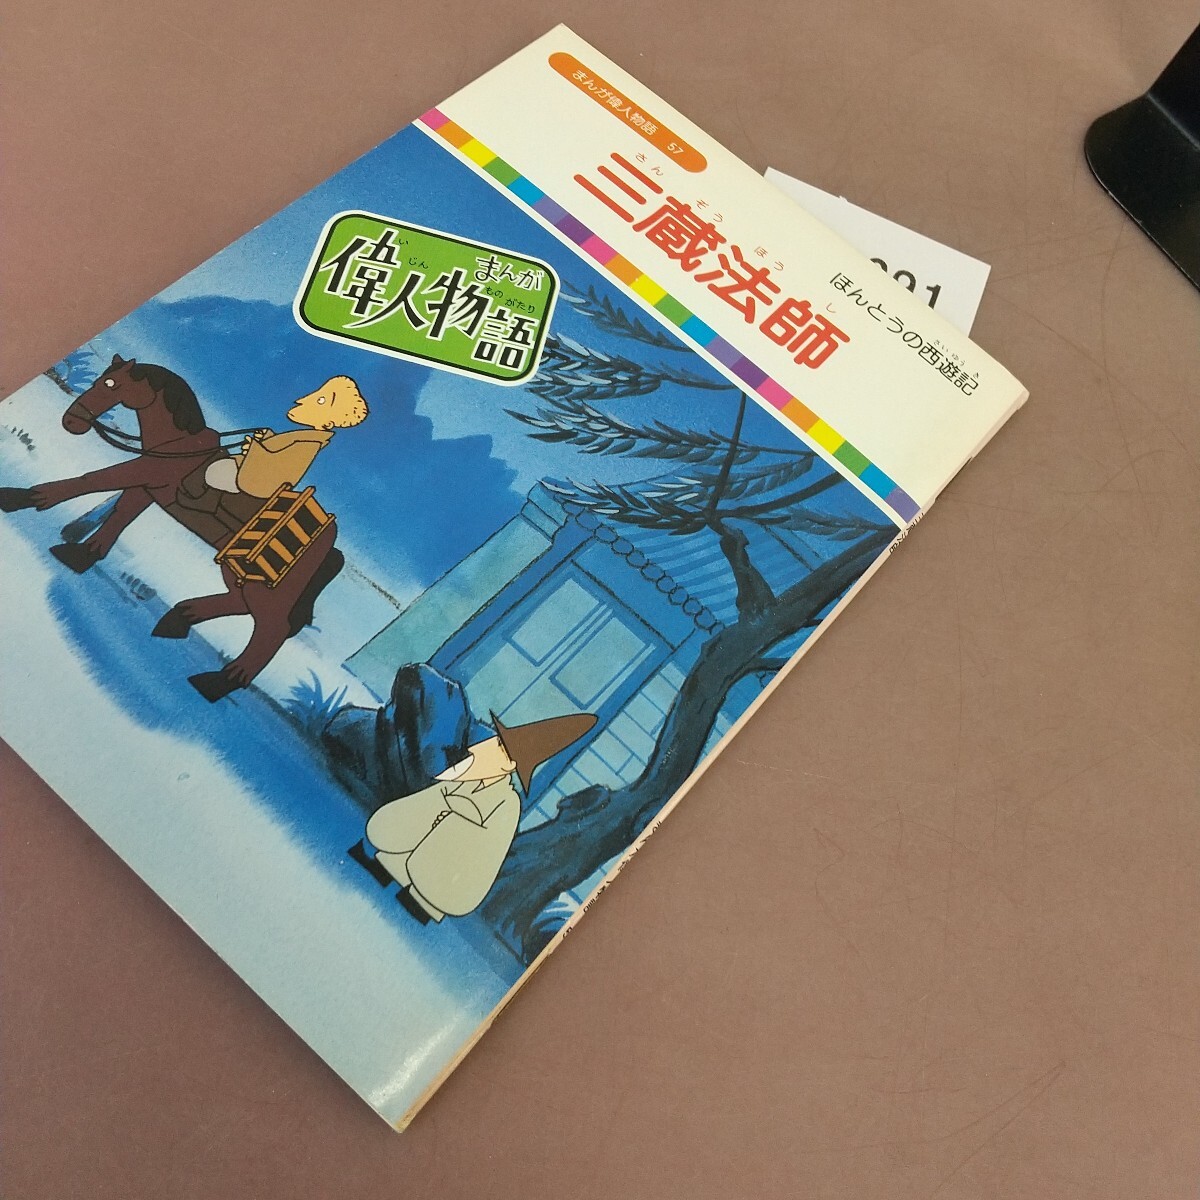 まんが偉人物語 57
さん ぞう ほう し
三蔵法師
さい ゆう き
ほんとうの西遊記
まんが
い じん ものがたり
偉人物語